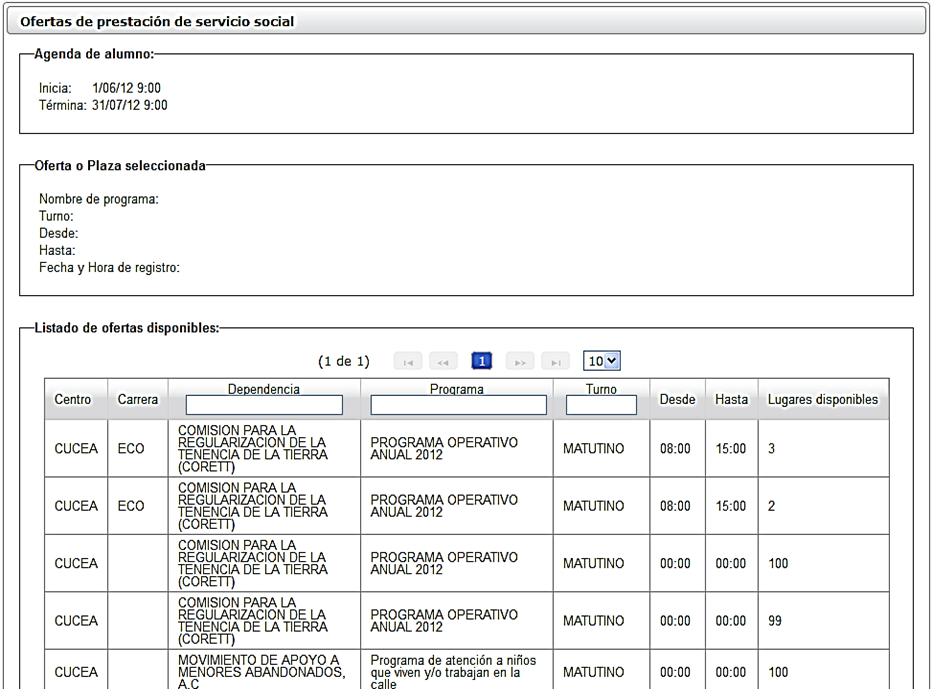 Ofertas de prestación de servicio social
Agenda de alumno:
Inicia: 1/06/12 9:00
Términa: 31/07/12 9:00
Oferta o Plaza seleccionada
Nombre de programa:
Turno:
Desde:
Hasta:
Fecha y Hora de registro:
Listado de ofertas disponibles:
(1 de 1) 1 10
Centro Carrera Dependencia Programa Turno Desde Hasta Lugares disponibles
COMISION PARA LA
REGULARIZACION DE LA
TENENCIA DE LA TIERRA
(CORETT)
CUCEA ECO PROGRAMA OPERATIVO
ANUAL 2012 MATUTINO 08:00 15:00 3
COMISION PARA LA
REGULARIZACION DE LA
TENENCIA DE LA TIERRA
(CORETT)
CUCEA ECO PROGRAMA OPERATIVO
ANUAL 2012 MATUTINO 08:00 15:00 2
COMISION PARA LA
REGULARIZACION DE LA
TENENCIA DE LA TIERRA
(CORETT)
CUCEA PROGRAMA OPERATIVO
ANUAL 2012 MATUTINO 00:00 00:00 100
COMISION PARA LA
REGULARIZACION DE LA
TENENCIA DE LA TIERRA
(CORETT)
CUCEA PROGRAMA OPERATIVO
ANUAL 2012 MATUTINO 00:00 00:00 99
MOVIMIENTO DE APOYO A
MENORES ABANDONADOS,
A.C
CUCEA Programa de atención a niños
que viven y/o trabajan en la
calle MATUTINO 00:00 00:00 100